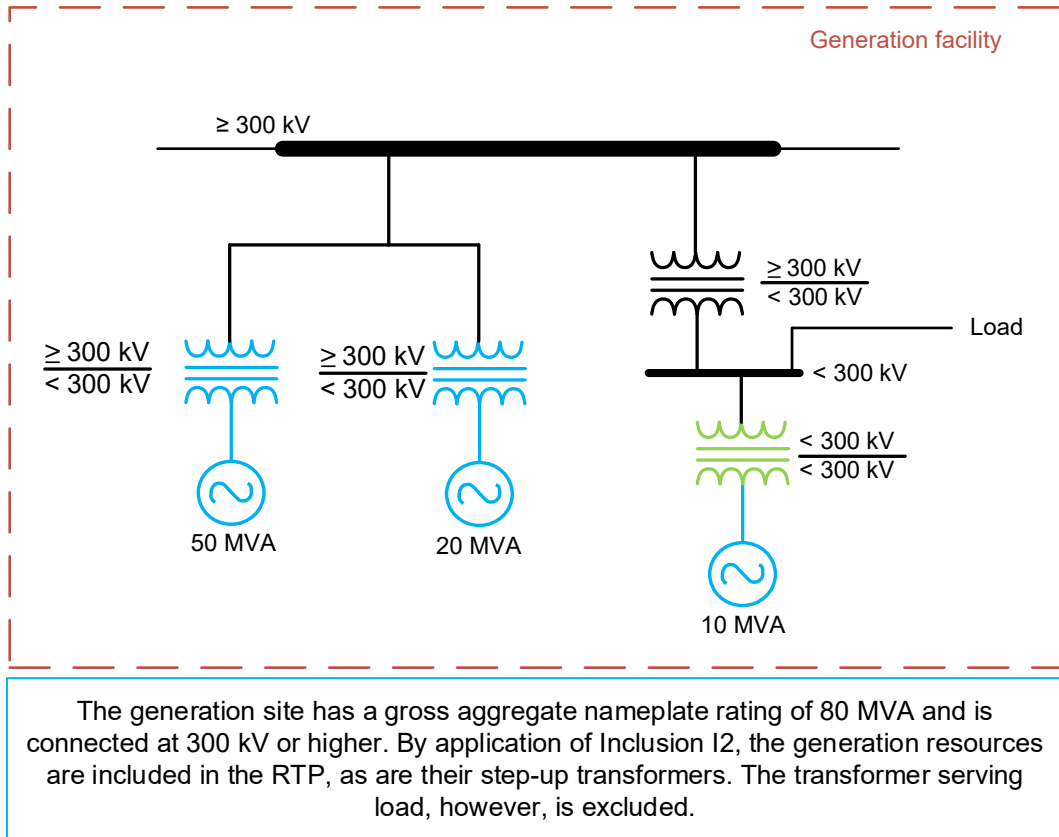 Generation facility
≥ 300 kV
≥ 300 kV
< 300 kV
Load
≥ 300 kV
< 300 kV
≥ 300 kV
< 300 kV
< 300 kV
< 300 kV
< 300 kV
50 MVA
20 MVA
10 MVA
The generation site has a gross aggregate nameplate rating of 80 MVA and is
connected at 300 kV or higher. By application of Inclusion I2, the generation resources
are included in the RTP, as are their step-up transformers. The transformer serving
load, however, is excluded.